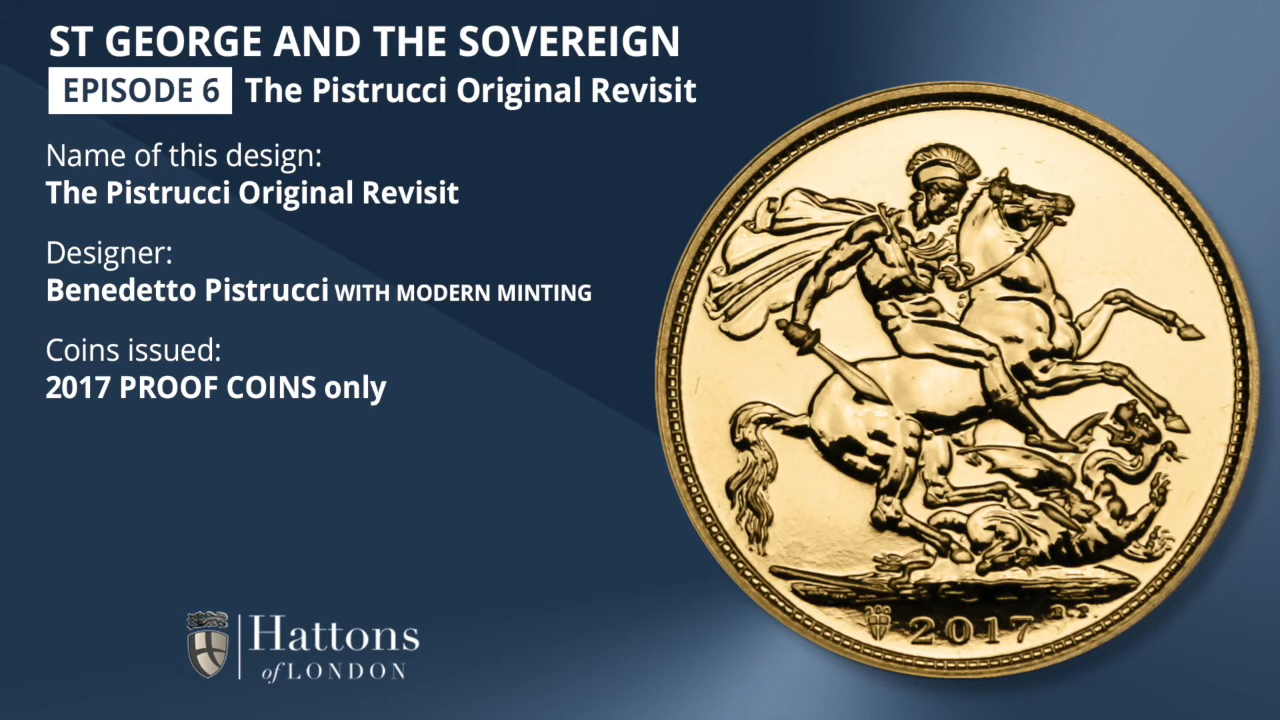 ST GEORGE AND THE SOVEREIGN
EPISODE 6 The Pistrucci Original Revisit
Name of this design:
The Pistrucci Original Revisit
Designer:
Benedetto Pistrucci WITH MODERN MINTING
Coins issued:
2017 PROOF COINS only
Hattons
of LONDON
2017 B.P.